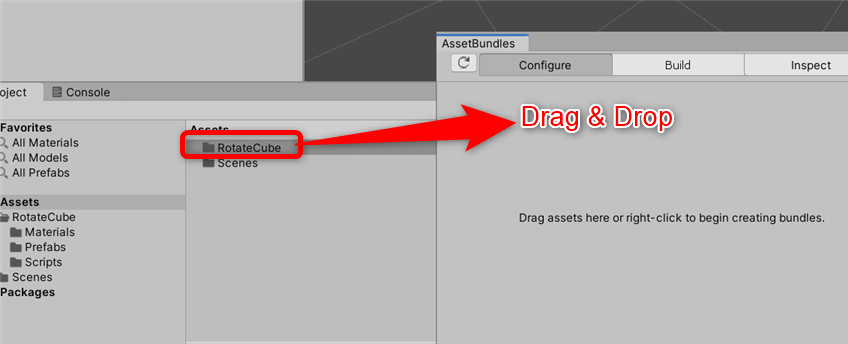 AssetBundles
Configure
Build
Inspect
oject
Console
Favorites
All Materials
All Models
All Prefabs
Assets
RotateCube
Materials
Prefabs
Scripts
Scenes
Packages
Assets
RotateCube
Scenes
Drag & Drop
Drag assets here or right-click to begin creating bundles.